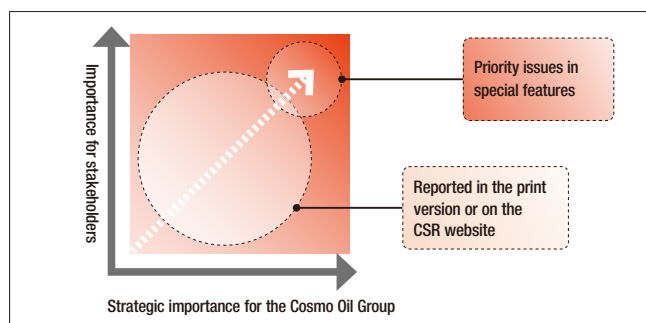 Importance for
stakeholders
Priority issues in
special features
Reported in the print
version or on the
CSR website
Strategic importance for the Cosmo Oil Group